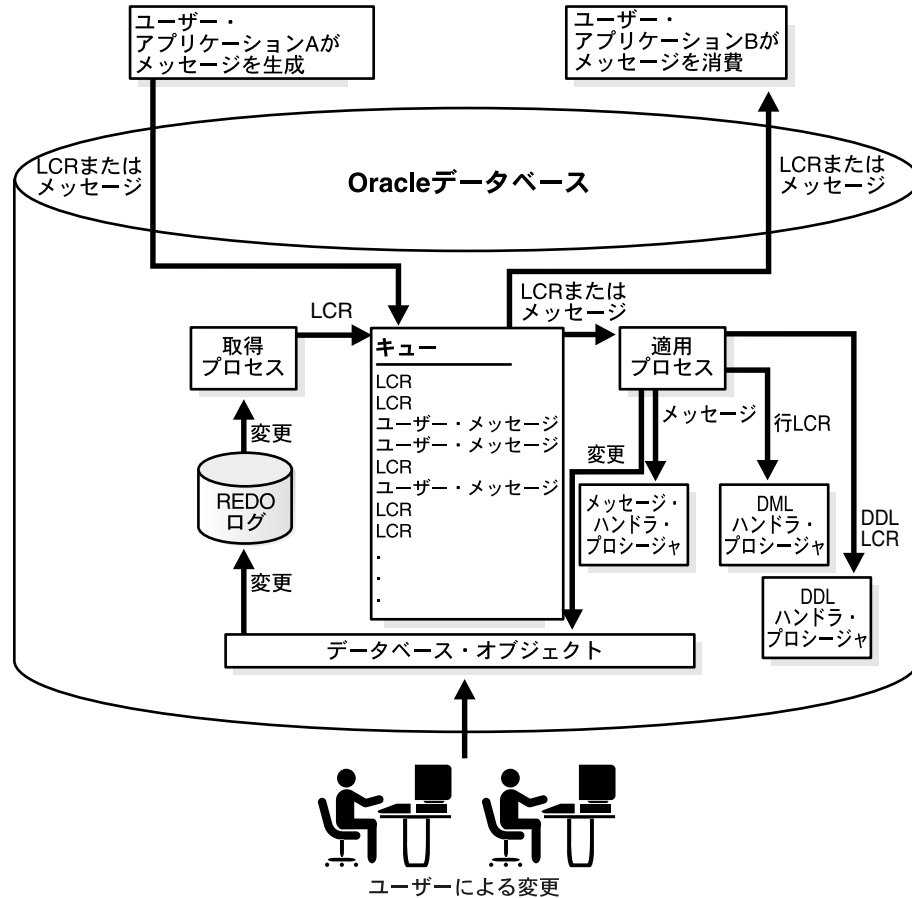 ユーザー・
アプリケーションAが
メッセージを生成
ユーザー・
アプリケーションBが
メッセージを消費
LCRまたは
メッセージ
Oracleデータベース
LCRまたは
メッセージ
LCR
LCRまたは
メッセージ
取得
プロセス
キュー
LCR
LCR
ユーザー・メッセージ
ユーザー・メッセージ
LCR
ユーザー・メッセージ
LCR
LCR
.
.
.
適用
プロセス
変更
REDO
ログ
変更
メッセージ
行LCR
変更
DDL
LCR
メッセージ・
ハンドラ・
プロシージャ
DML
ハンドラ・
プロシージャ
DDL
ハンドラ・
プロシージャ
データベース・オブジェクト
ユーザーによる変更